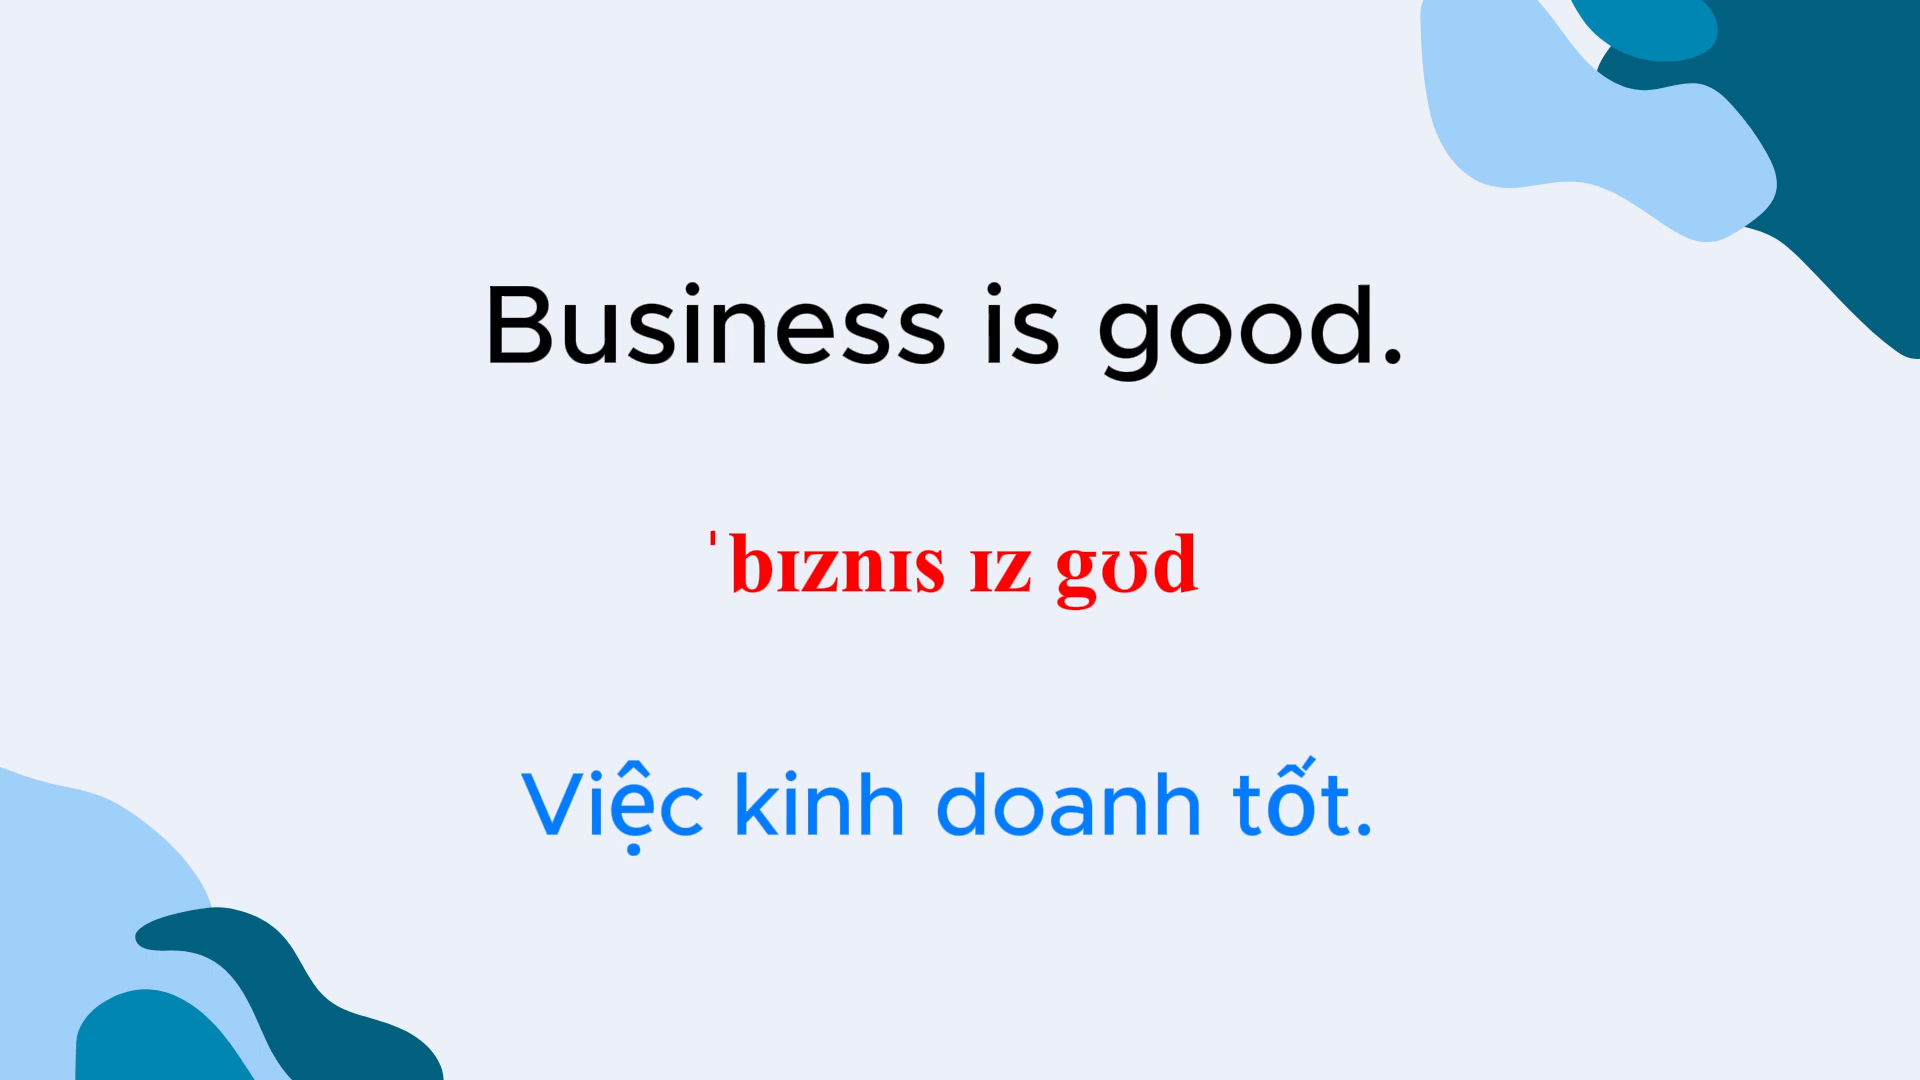 Business is good.
ˈbɪznɪs ɪz gʊd
Việc kinh doanh tốt.